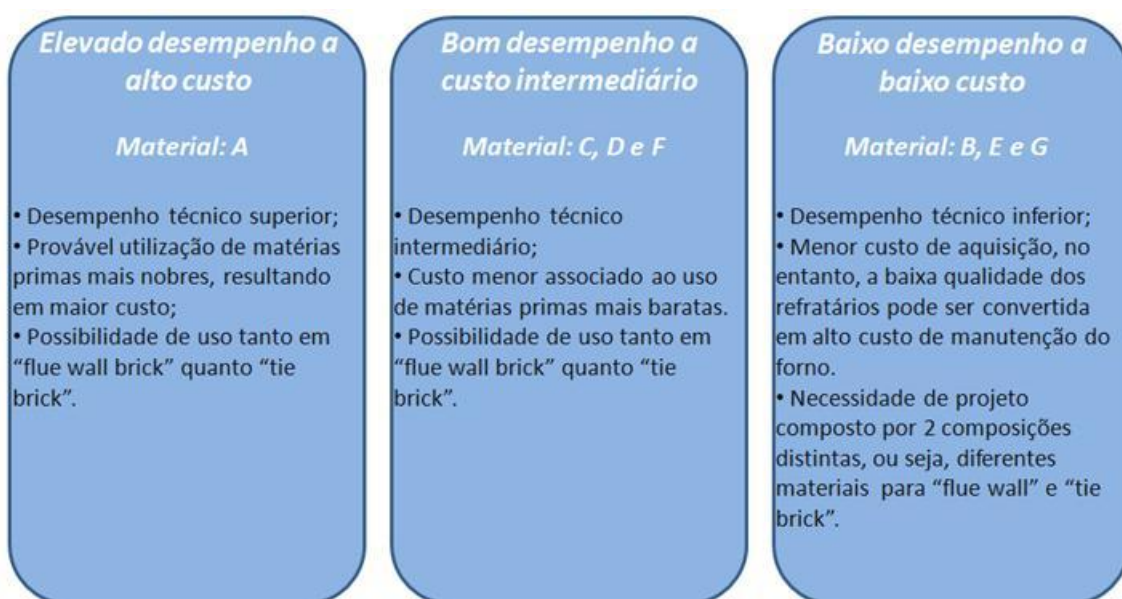 Elevado desempenho a
alto custo
Material: A
• Desempenho técnico superior;
• Provável utilização de matérias
primas mais nobres, resultando
em maior custo;
• Possibilidade de uso tanto em
“flue wall brick” quanto “tie
brick”.
Bom desempenho a
custo intermediário
Material: C, D e F
• Desempenho técnico
intermediário;
• Custo menor associado ao uso
de matérias primas mais baratas.
• Possibilidade de uso tanto em
“flue wall brick” quanto “tie
brick”.
Baixo desempenho a
baixo custo
Material: B, E e G
• Desempenho técnico inferior;
• Menor custo de aquisição, no
entanto, a baixa qualidade dos
refratários pode ser convertida
em alto custo de manutenção do
forno.
• Necessidade de projeto
composto por 2 composições
distintas, ou seja, diferentes
materiais para “flue wall” e “tie
brick”.